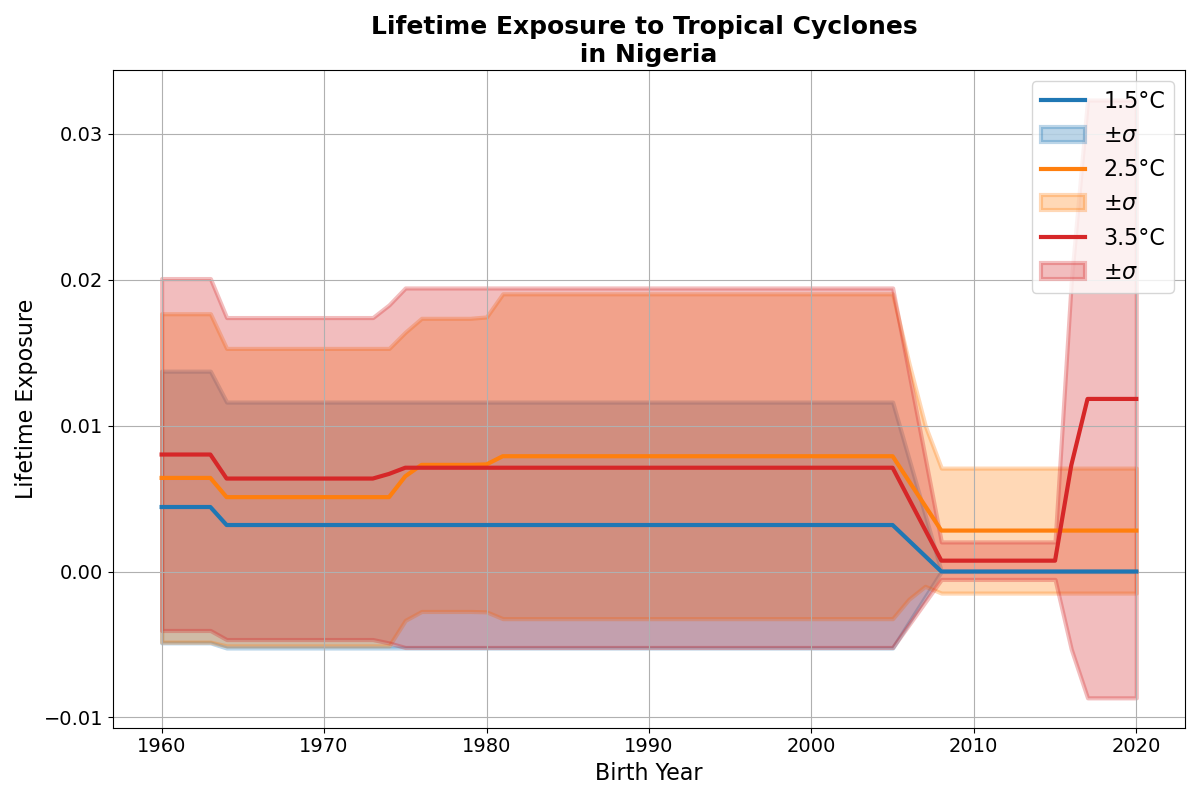 Lifetime Exposure to Tropical Cyclones
in Nigeria
Lifetime Exposure
0.03
0.02
0.01
0.00
−0.01
1960
1970
1980
1990
2000
2010
2020
Birth Year
1.5°C
±σ
2.5°C
±σ
3.5°C
±σ